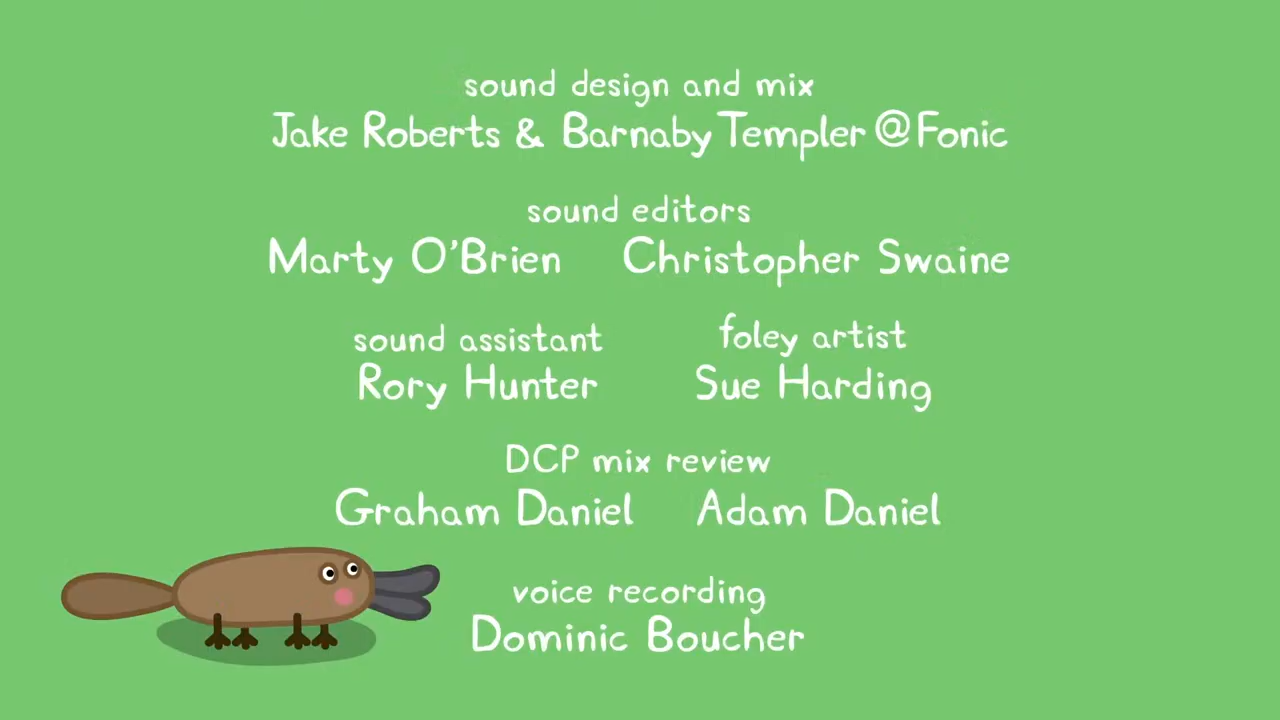 sound design and mix
Jake Roberts & Barnaby Templer @ Fonic
sound editors
Marty O'Brien Christopher Swaine
sound assistant foley artist
Rory Hunter Sue Harding
DCP mix review
Graham Daniel Adam Daniel
voice recording
Dominic Boucher